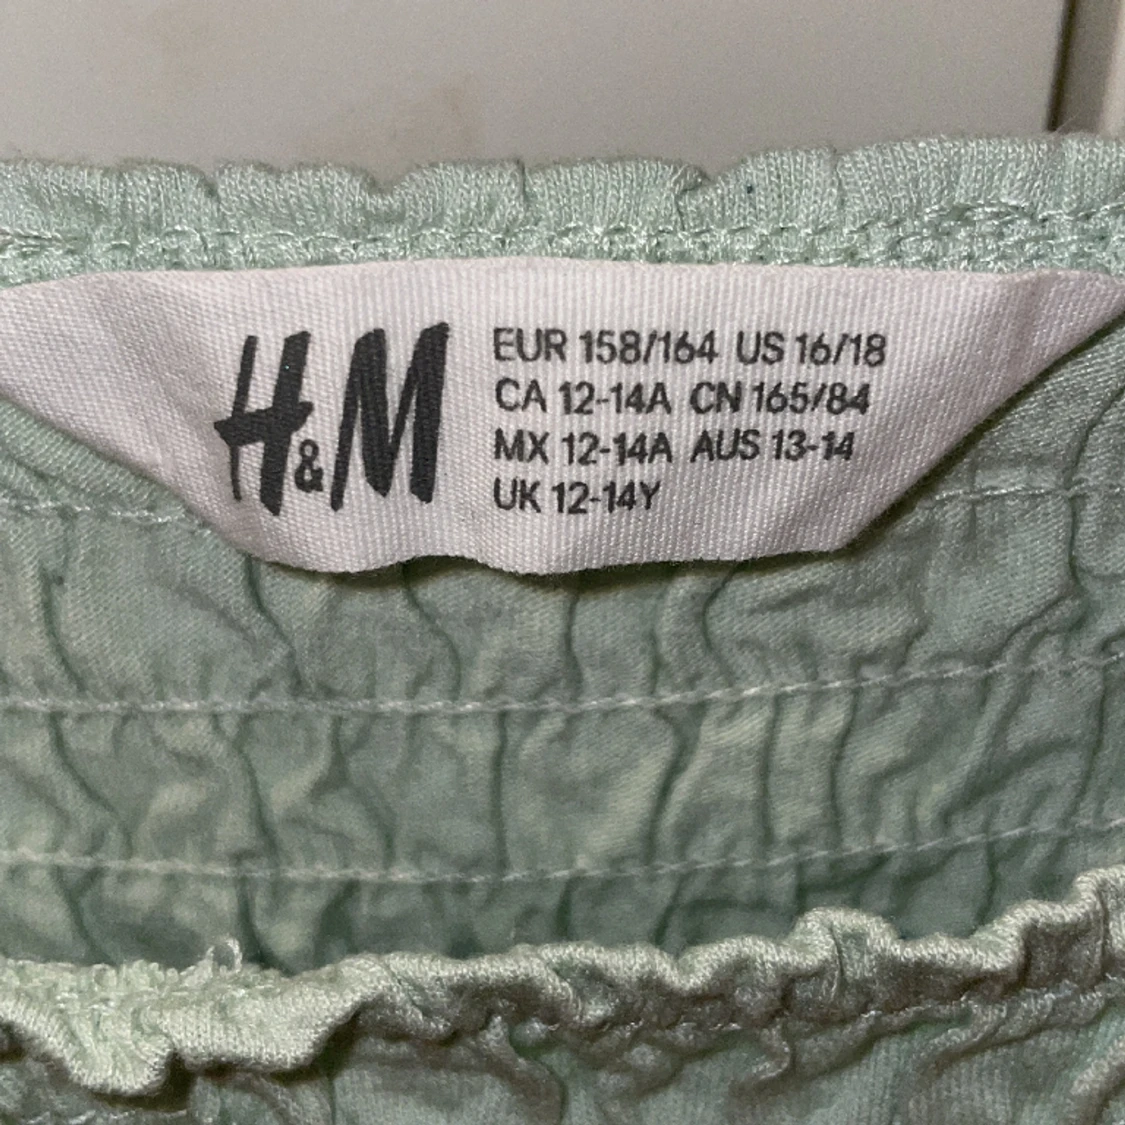 H&M
EUR 158/164 US 16/18
CA 12-14A CN 165/84
MX 12-14A AUS 13-14
UK 12-14Y